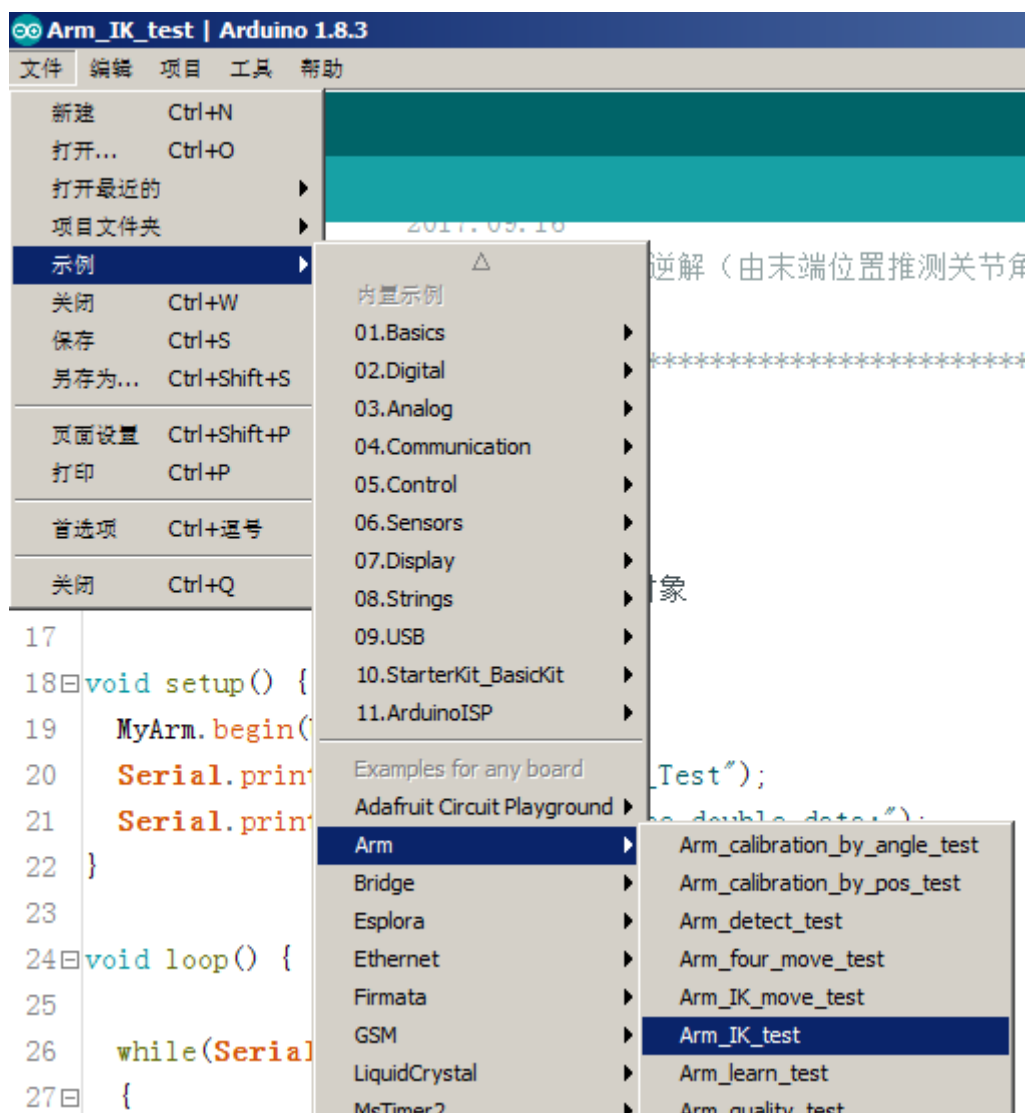 Arm_IK_test | Arduino 1.8.3
文件 编辑 项目 工具 帮助
新建 Ctrl+N
打开... Ctrl+O
打开最近的
项目文件夹
示例
关闭 Ctrl+W
保存 Ctrl+S
另存为... Ctrl+Shift+S
页面设置 Ctrl+Shift+P
打印 Ctrl+P
首选项 Ctrl+逗号
关闭 Ctrl+Q
2017.09.16
逆解（由末端位置推测关节角
*************************
对象
内置示例
01.Basics
02.Digital
03.Analog
04.Communication
05.Control
06.Sensors
07.Display
08.Strings
09.USB
10.StarterKit_BasicKit
11.ArduinoISP
Examples for any board
Adafruit Circuit Playground
Arm
Bridge
Esplora
Ethernet
Firmata
GSM
LiquidCrystal
MsTimer2
Arm_calibration_by_angle_test
Arm_calibration_by_pos_test
Arm_detect_test
Arm_four_move_test
Arm_IK_move_test
Arm_IK_test
Arm_learn_test
Arm_quality_test
17
18 void setup() {
19 MyArm.begin(
20 Serial.print _Test");
21 Serial.print double data:");
22 }
23
24 void loop() {
25
26 while(Serial
27 {